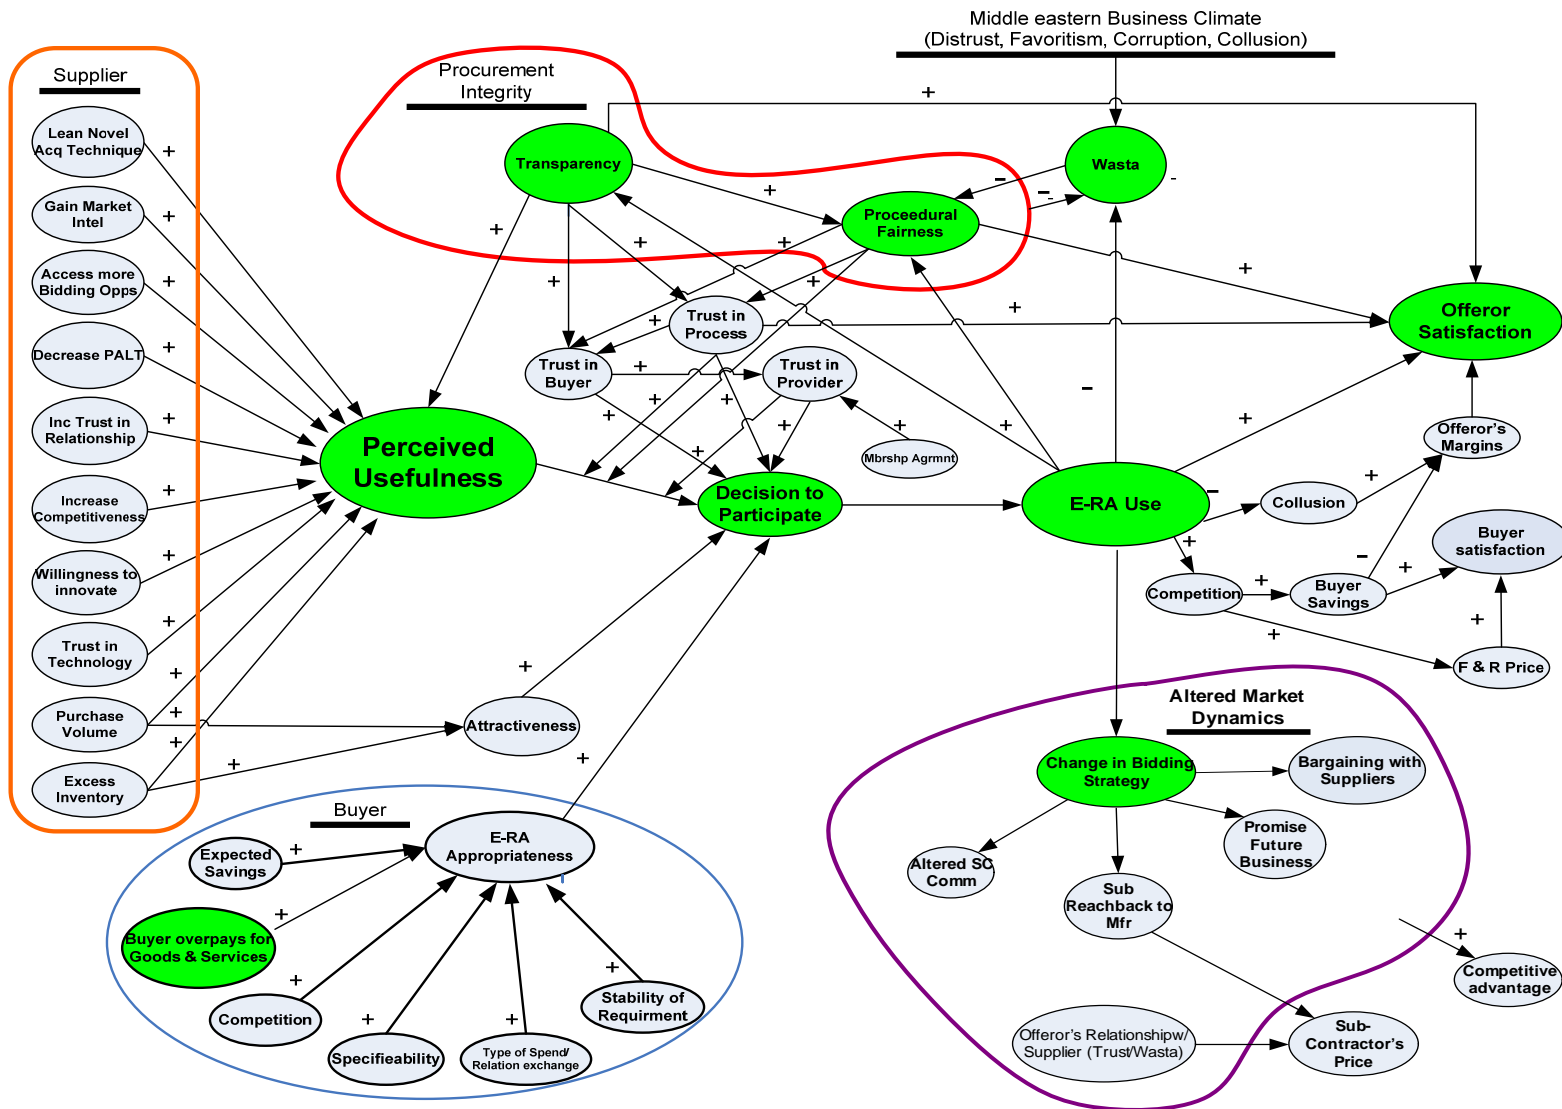 Middle eastern Business Climate
(Distrust, Favoritism, Corruption, Collusion)
Supplier
Procurement
Integrity
Lean Novel
Acq Technique
+
Gain Market
Intel
+
Access more
Bidding Opps
+
Decrease PALT
+
Inc Trust in
Relationship
+
Increase
Competitiveness
+
Willingness to
innovate
+
Trust in
Technology
+
Purchase
Volume
+
+
Excess
Inventory
+
+
Transparency
+
+
+
+
+
Wasta
-
–
–
-
Proceedural
Fairness
+
+
+
+
+
Trust in
Process
+
+
+
Trust in
Buyer
+
+
Trust in
Provider
+
+
Mbrshp Agrmnt
+
Offeror
Satisfaction
Perceived
Usefulness
Decision to
Participate
E-RA Use
+
–
+
–
+
Collusion
+
Offeror's
Margins
Competition
+
+
Buyer
Savings
–
+
Buyer
satisfaction
+
F & R Price
Attractiveness
+
+
Altered Market
Dynamics
Change in Bidding
Strategy
Bargaining with
Suppliers
Promise
Future
Business
Altered SC
Comm
Sub
Reachback to
Mfr
+
Competitive
advantage
Offeror's Relationshipw/
Supplier (Trust/Wasta)
Sub-
Contractor's
Price
Buyer
E-RA
Appropriateness
Expected
Savings
+
Buyer overpays for
Goods & Services
+
Competition
+
Specifieability
+
Type of Spend/
Relation exchange
+
Stability of
Requirment
+